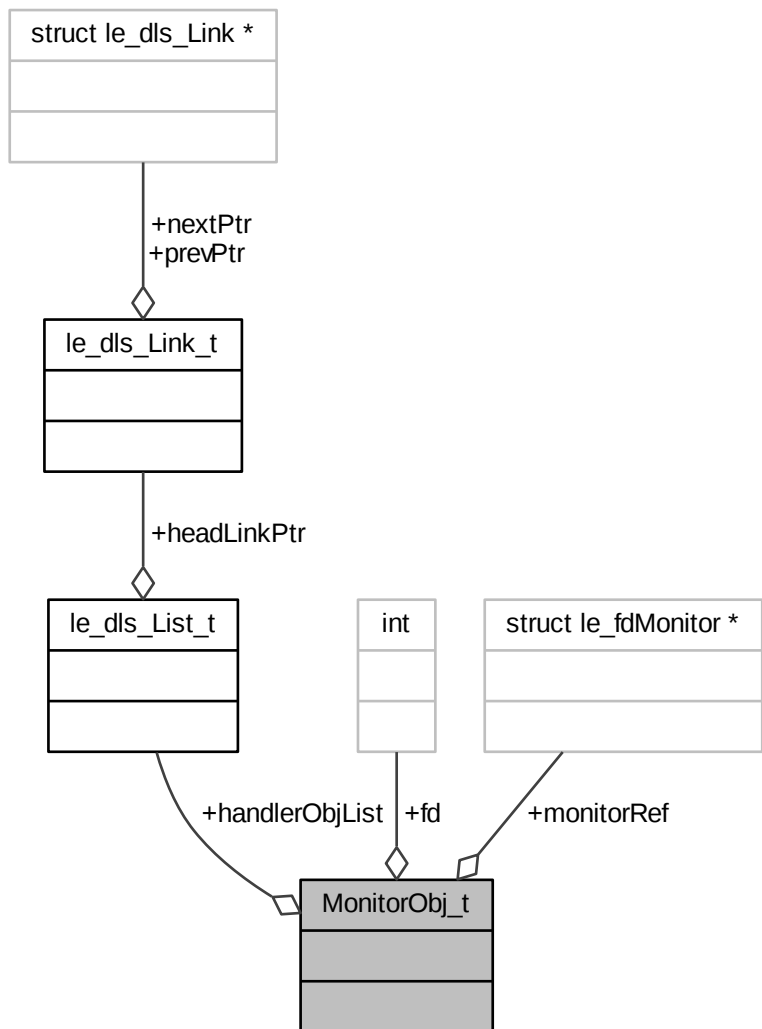 struct le_dls_Link *
+nextPtr
+prevPtr
le_dls_Link_t
+headLinkPtr
le_dls_List_t
int
struct le_fdMonitor *
+handlerObjList
+fd
+monitorRef
MonitorObj_t